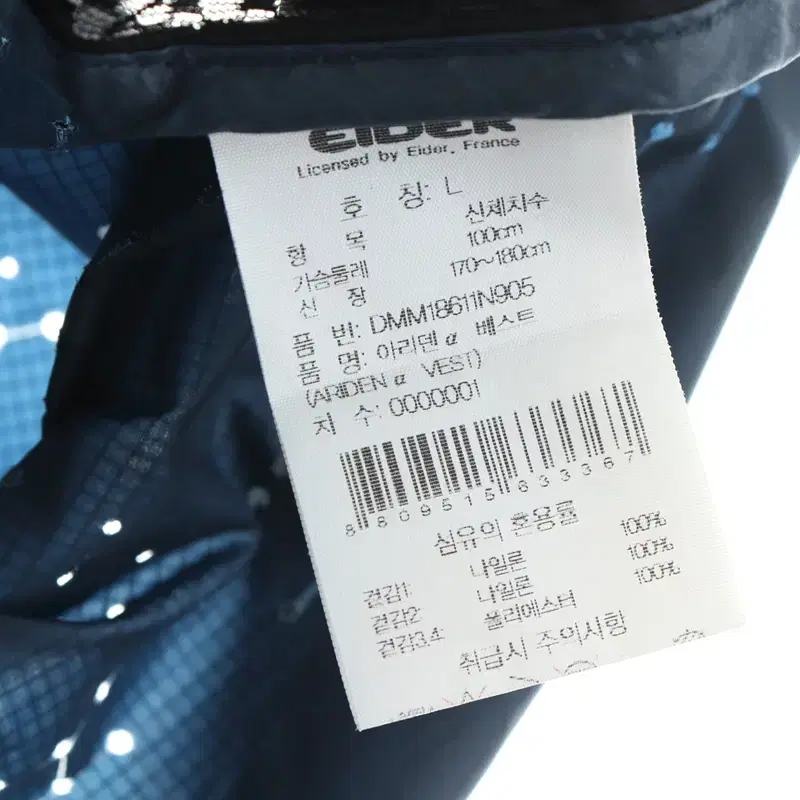 EIDER
Licensed by Eider, France
호 칭: L
항 목 신체치수
가슴둘레 100cm
신 장 170~180cm
품 번: DMM18611N905
품 명: 아리덴 α 베스트
(ARIDEN α VEST)
치 수: 0000001
8809515633367
섬유의 혼용률
겉감1 나일론 100%
겉감2 나일론 100%
겉감3,4 폴리에스터 100%
취급시 주의사항